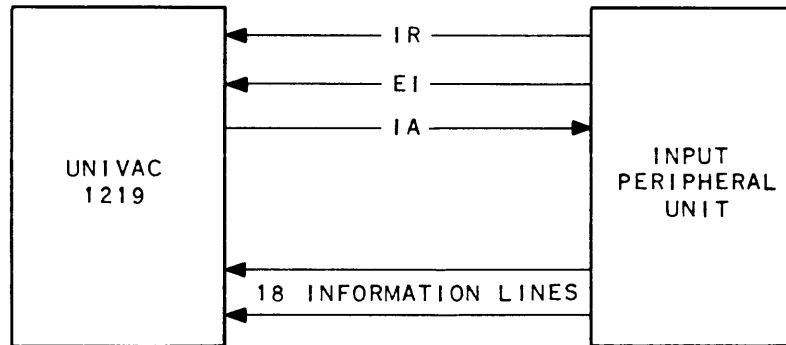 IR
EI
IA
UNIVAC
1219
INPUT
PERIPHERAL
UNIT
18 INFORMATION LINES